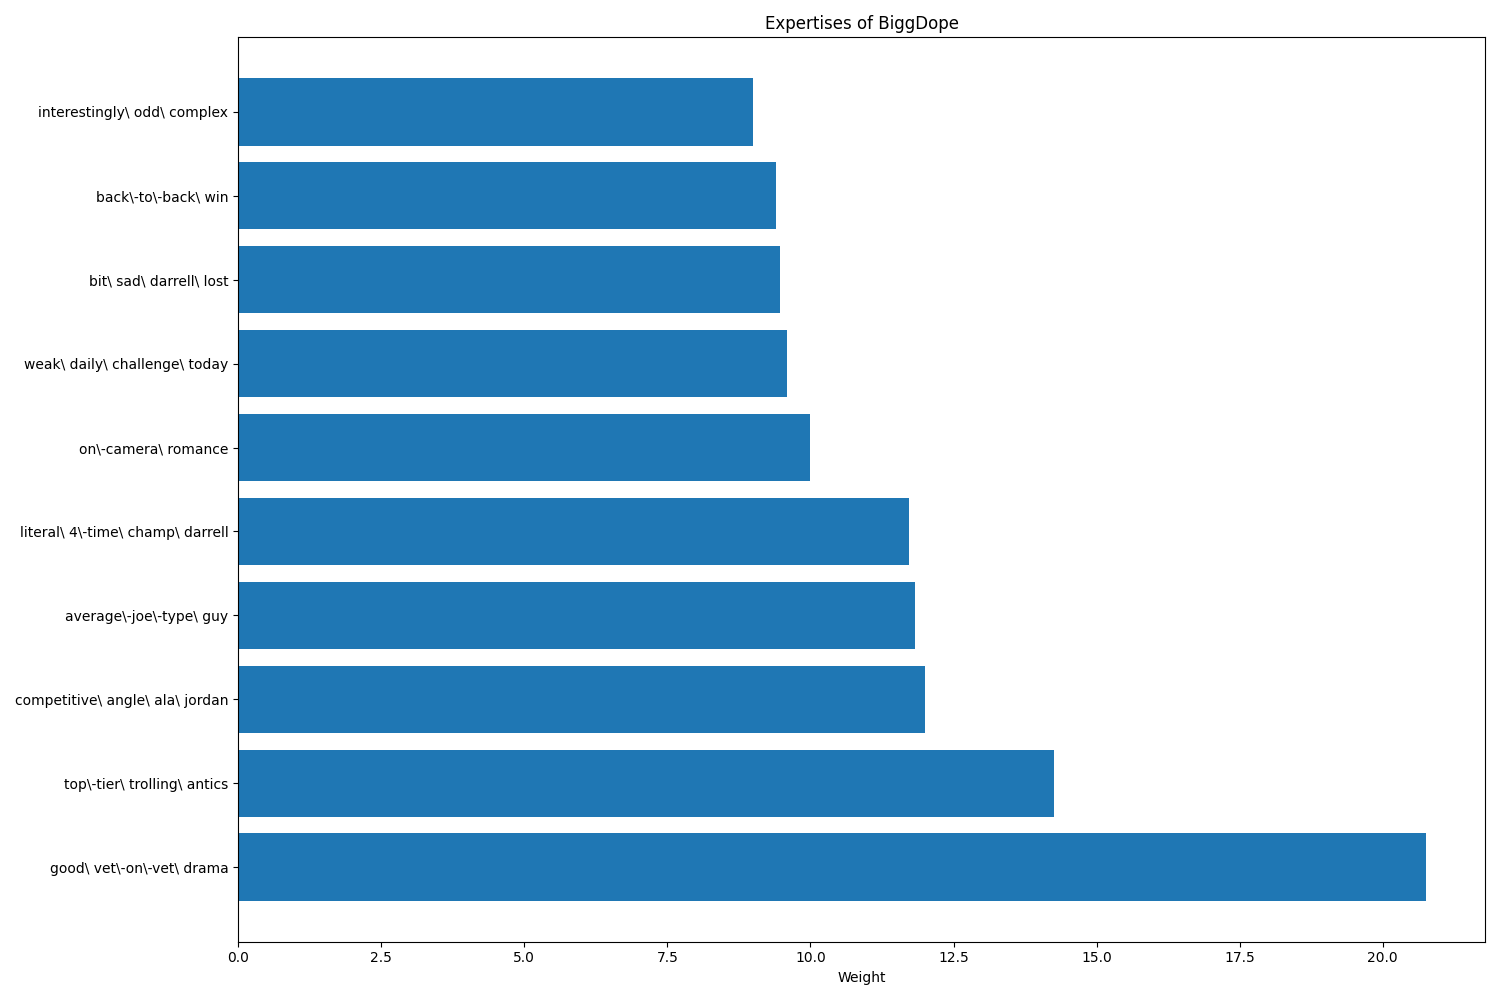 Expertises of BiggDope
interestingly\ odd\ complex
back\-to\-back\ win
bit\ sad\ darrell\ lost
weak\ daily\ challenge\ today
on\-camera\ romance
literal\ 4\-time\ champ\ darrell
average\-joe\-type\ guy
competitive\ angle\ ala\ jordan
top\-tier\ trolling\ antics
good\ vet\-on\-vet\ drama
0.0 2.5 5.0 7.5 10.0 12.5 15.0 17.5 20.0
Weight